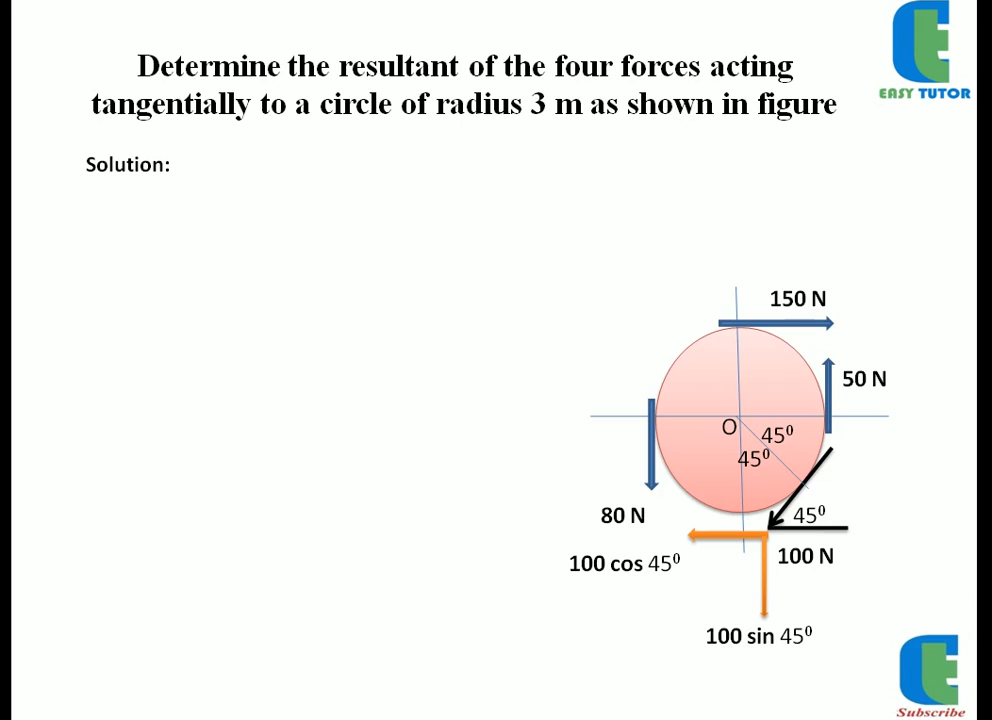 Determine the resultant of the four forces acting
tangentially to a circle of radius 3 m as shown in figure
EASY TUTOR
Solution:
150 N
50 N
O
45⁰
45⁰
80 N
45⁰
100 cos 45⁰
100 N
100 sin 45⁰
Subscribe